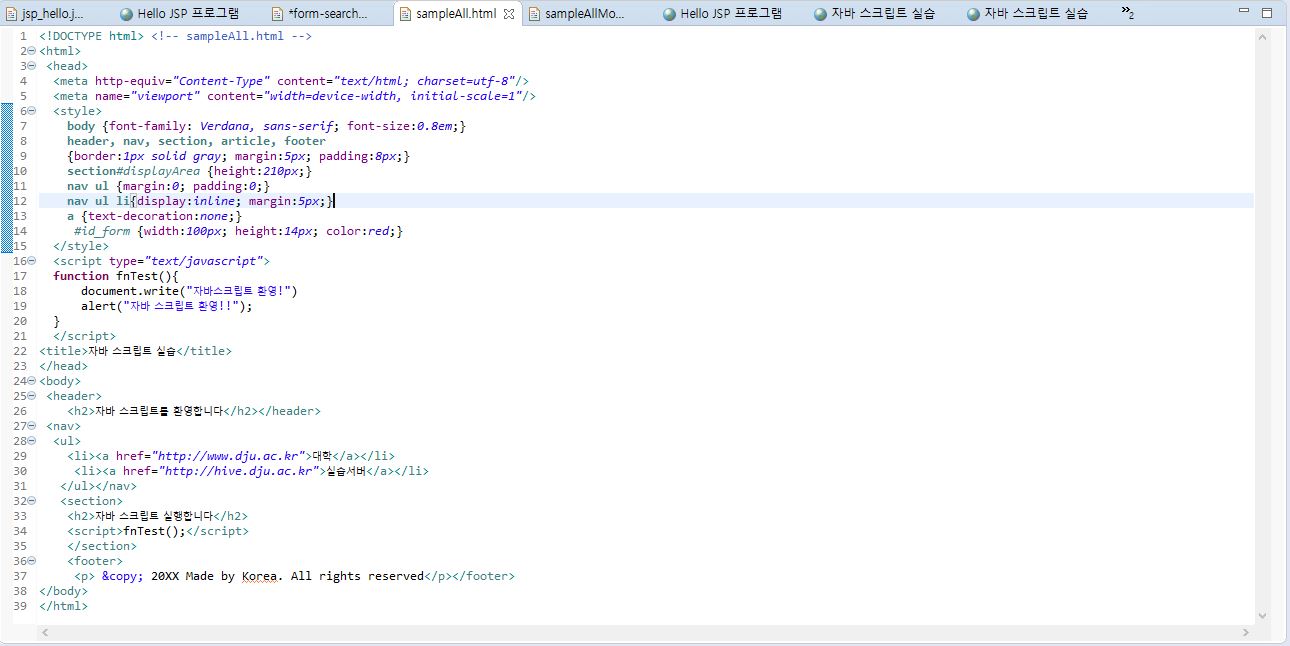 jsp_hello.j... Hello JSP 프로그램 *form-search... sampleAll.html sampleAllMo... Hello JSP 프로그램 자바 스크립트 실습 자바 스크립트 실습 »2
1 <!DOCTYPE html> <!-- sampleAll.html -->
2 <html>
3 <head>
4 <meta http-equiv="Content-Type" content="text/html; charset=utf-8"/>
5 <meta name="viewport" content="width=device-width, initial-scale=1"/>
6 <style>
7 body {font-family: Verdana, sans-serif; font-size:0.8em;}
8 header, nav, section, article, footer
9 {border:1px solid gray; margin:5px; padding:8px;}
10 section#displayArea {height:210px;}
11 nav ul {margin:0; padding:0;}
12 nav ul li{display:inline; margin:5px;}
13 a {text-decoration:none;}
14 #id_form {width:100px; height:14px; color:red;}
15 </style>
16 <script type="text/javascript">
17 function fnTest(){
18 document.write("자바스크립트 환영!")
19 alert("자바 스크립트 환영!!");
20 }
21 </script>
22 <title>자바 스크립트 실습</title>
23 </head>
24 <body>
25 <header>
26 <h2>자바 스크립트를 환영합니다</h2></header>
27 <nav>
28 <ul>
29 <li><a href="http://www.dju.ac.kr">대학</a></li>
30 <li><a href="http://hive.dju.ac.kr">실습서버</a></li>
31 </ul></nav>
32 <section>
33 <h2>자바 스크립트 실행합니다</h2>
34 <script>fnTest();</script>
35 </section>
36 <footer>
37 <p> &copy; 20XX Made by Korea. All rights reserved</p></footer>
38 </body>
39 </html>